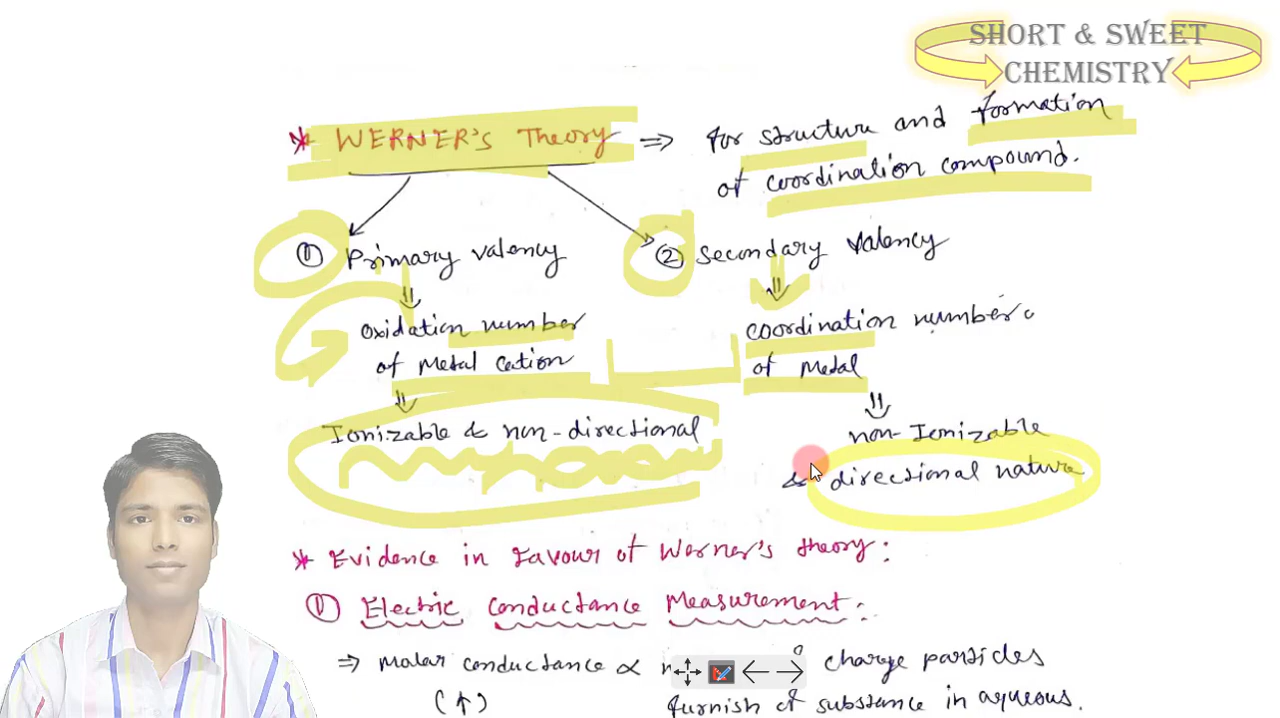 SHORT & SWEET
CHEMISTRY
* WERNER'S Theory ⇒ for structure and formation
of coordination compound.
① Primary valency
② Secondary valency
⇓
⇓
Oxidation number
of Metal cation
coordination number
of Metal
⇓
⇓
Ionizable & non-directional
non-Ionizable
& directional nature
* Evidence in favour of Werner's theory:
① Electric conductance Measurement:
⇒ Molar conductance ∝ charge particles
(↑) furnish of substance in aqueous.